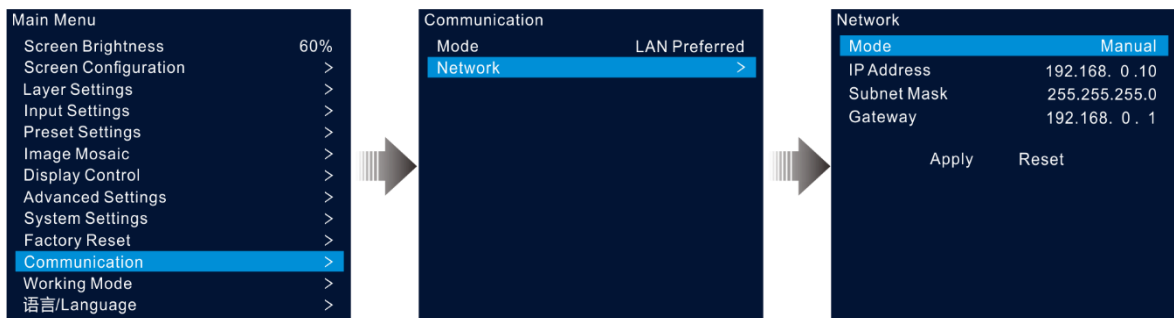 Main Menu
Screen Brightness 60%
Screen Configuration >
Layer Settings >
Input Settings >
Preset Settings >
Image Mosaic >
Display Control >
Advanced Settings >
System Settings >
Factory Reset >
Communication >
Working Mode >
语言/Language >
Communication
Mode LAN Preferred
Network >
Network
Mode Manual
IP Address 192.168. 0 .10
Subnet Mask 255.255.255.0
Gateway 192.168. 0 . 1
Apply Reset